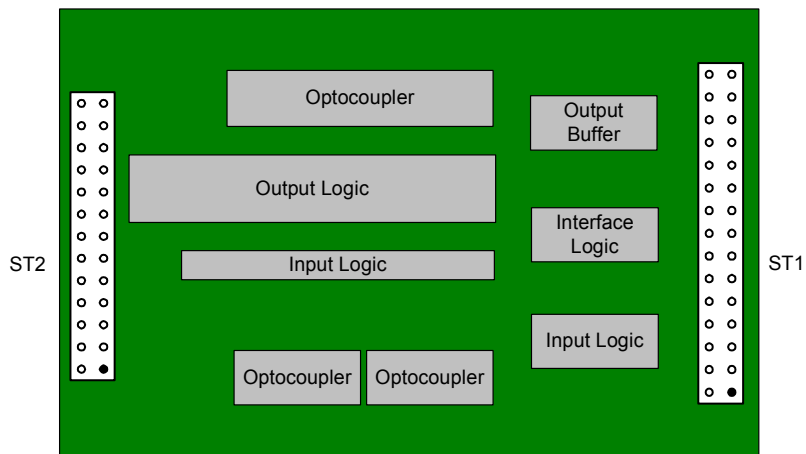 Optocoupler
Output
Buffer
Output Logic
Interface
Logic
ST2
Input Logic
ST1
Input Logic
Optocoupler
Optocoupler